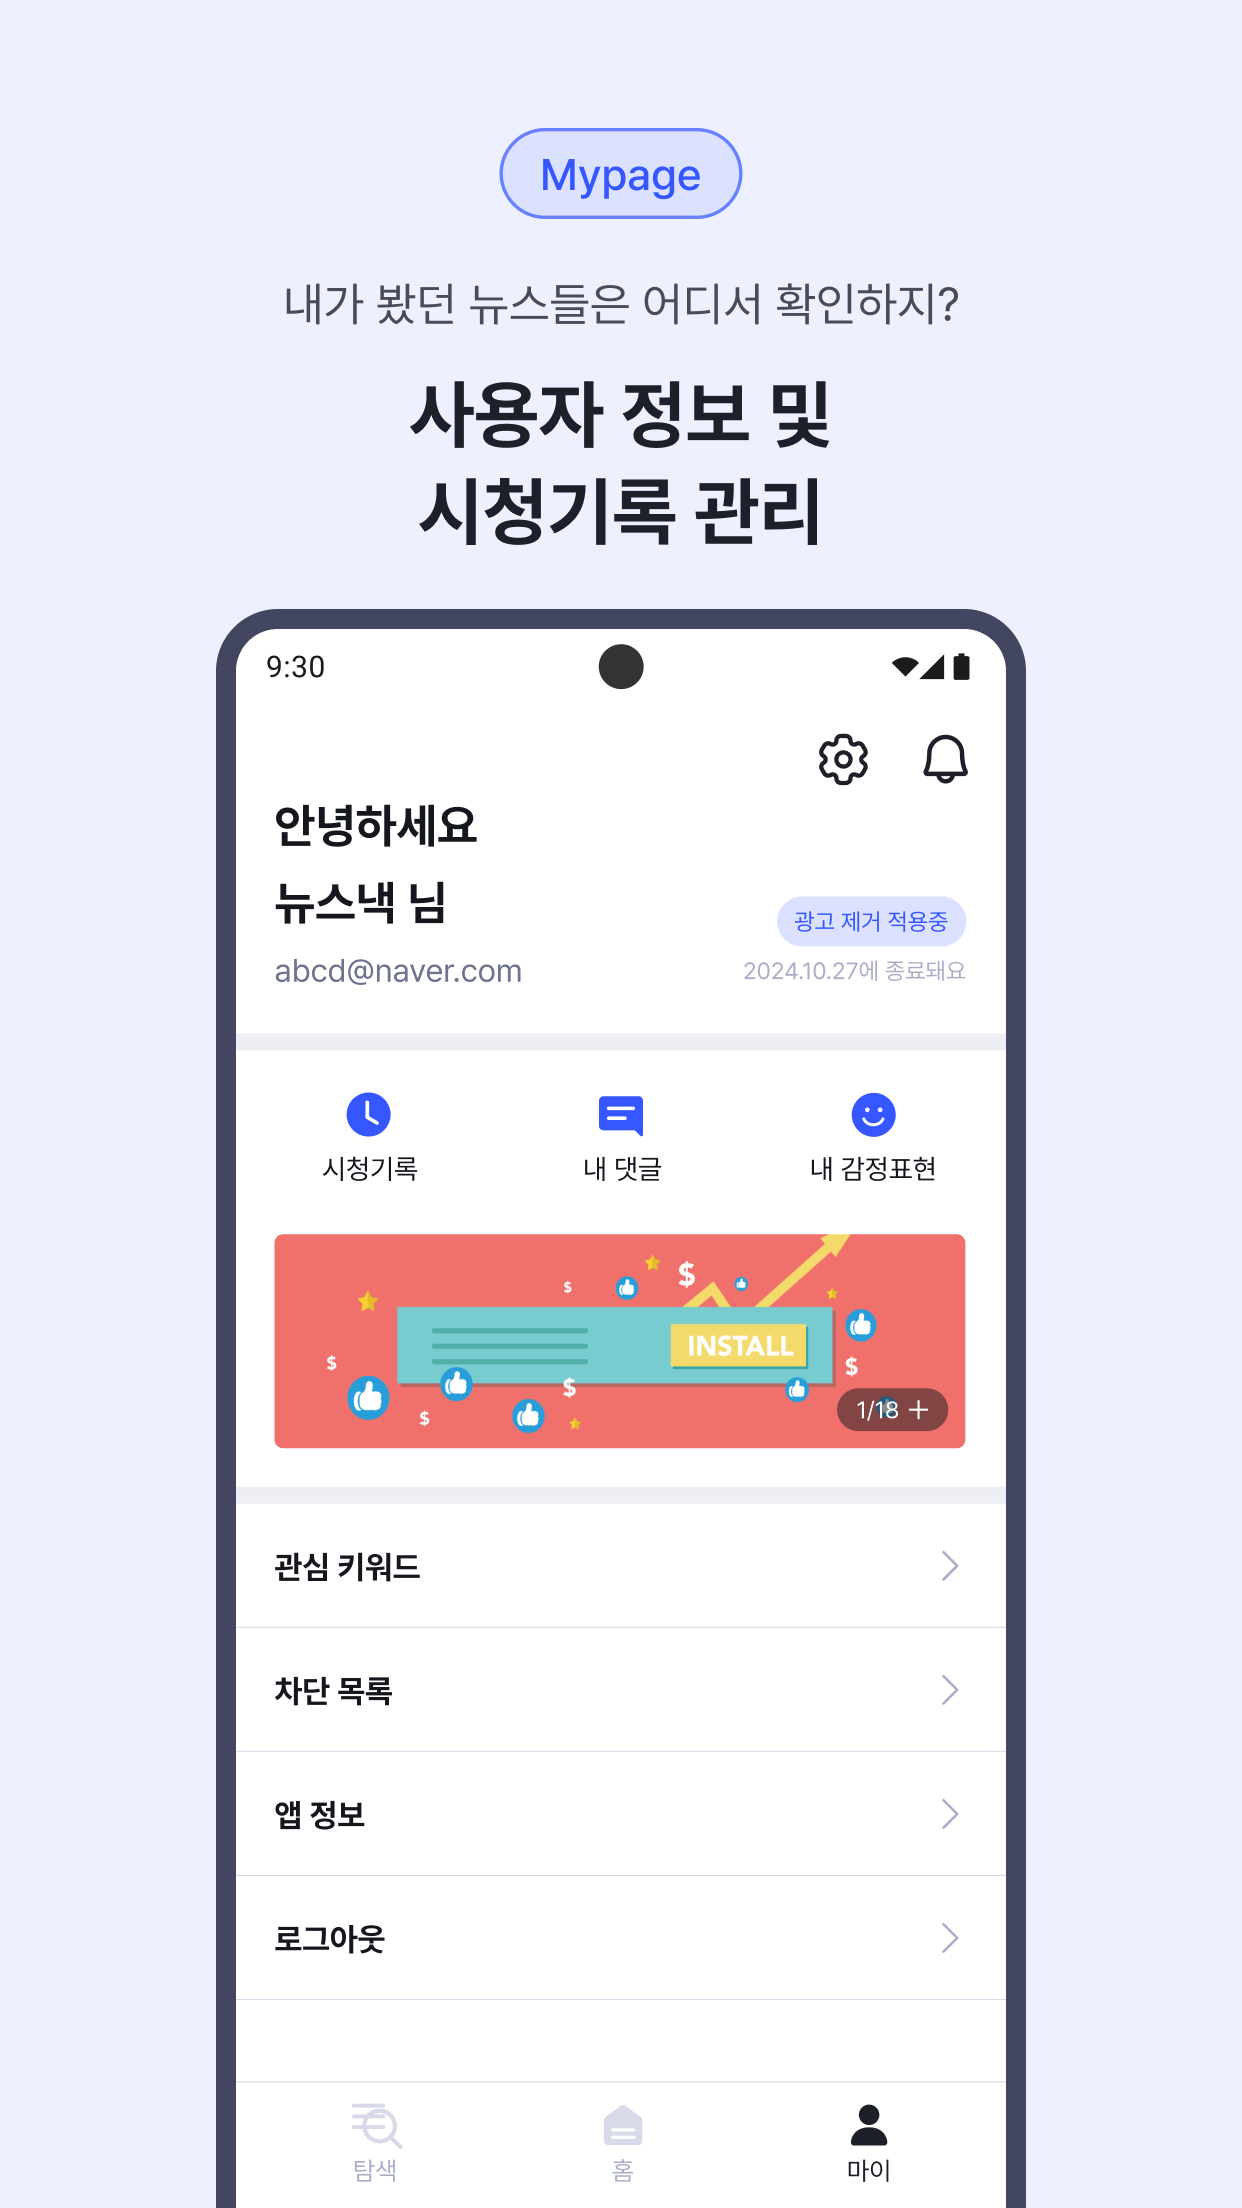 Mypage
내가 봤던 뉴스들은 어디서 확인하지?
사용자 정보 및
시청기록 관리
9:30
안녕하세요
뉴스낵 님
광고 제거 적용중
abcd@naver.com
2024.10.27에 종료돼요
시청기록
내 댓글
내 감정표현
$
$
INSTALL
$
$
$
$
1/18 +
관심 키워드
차단 목록
앱 정보
로그아웃
탐색
홈
마이